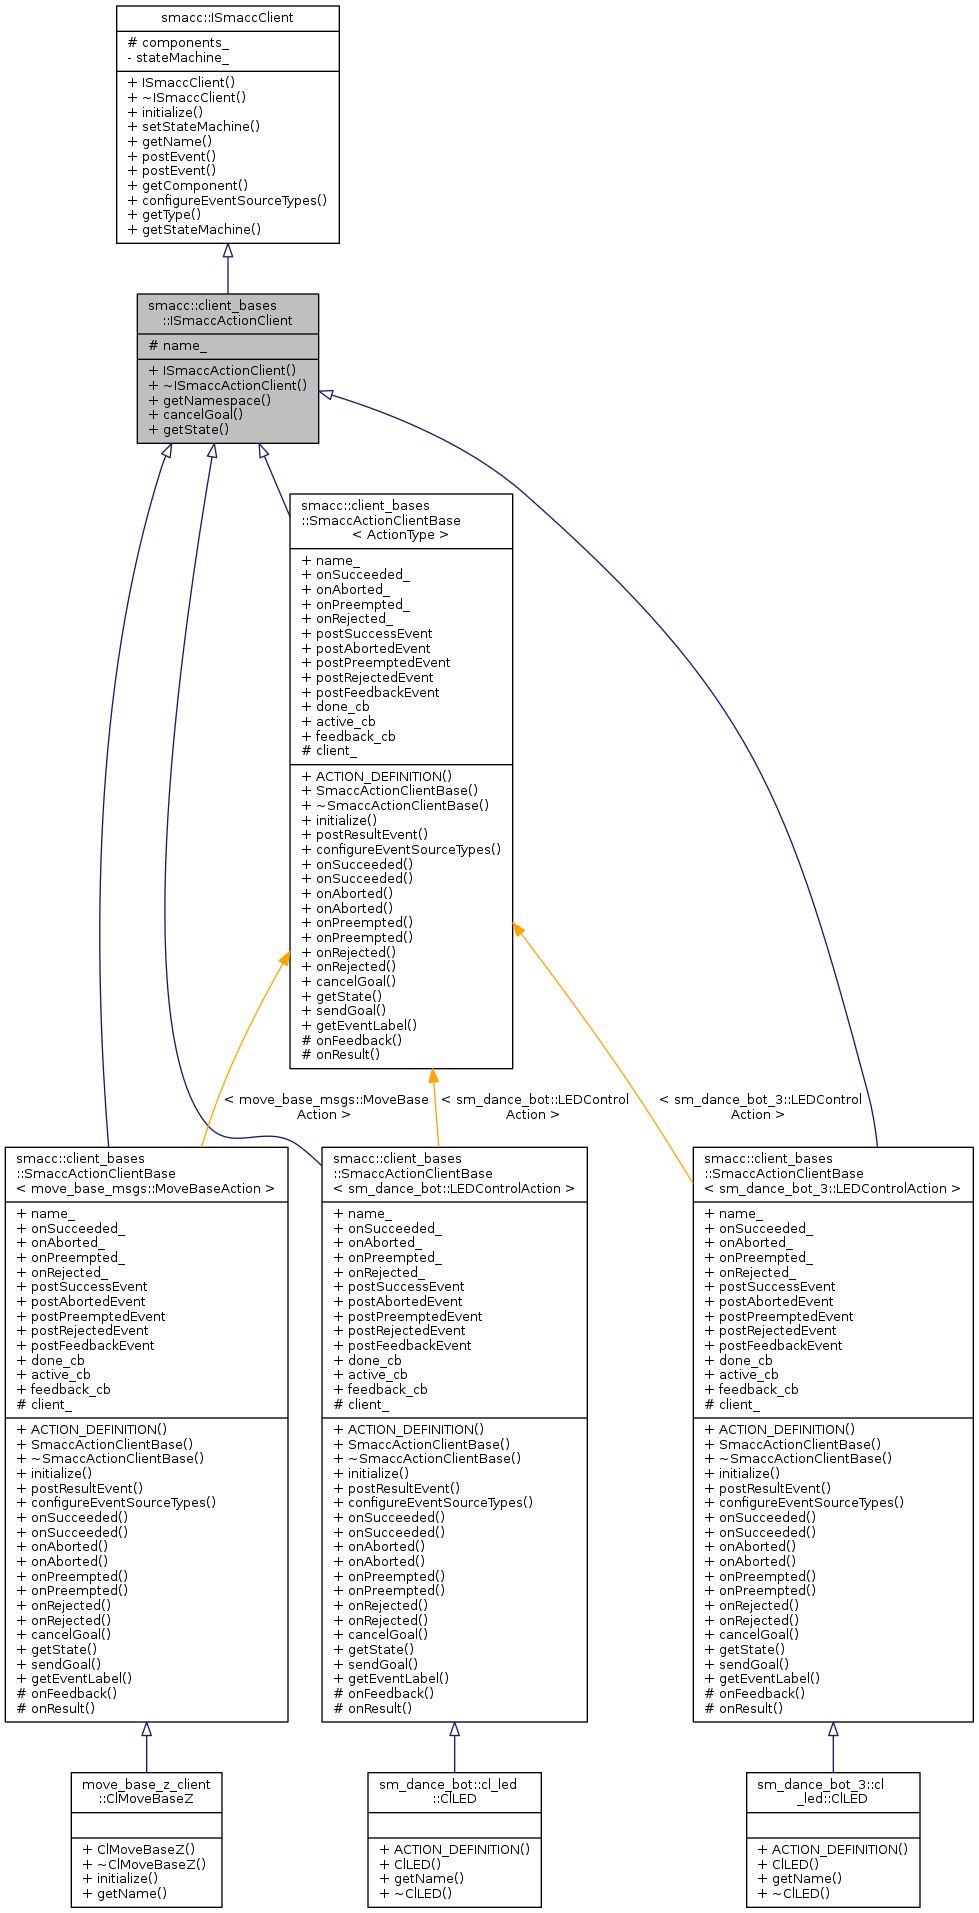 smacc::ISmaccClient
# components_
- stateMachine_
+ ISmaccClient()
+ ~ISmaccClient()
+ initialize()
+ setStateMachine()
+ getName()
+ postEvent()
+ postEvent()
+ getComponent()
+ configureEventSourceTypes()
+ getType()
+ getStateMachine()
smacc::client_bases
::ISmaccActionClient
# name_
+ ISmaccActionClient()
+ ~ISmaccActionClient()
+ getNamespace()
+ cancelGoal()
+ getState()
smacc::client_bases
::SmaccActionClientBase
< ActionType >
+ name_
+ onSucceeded_
+ onAborted_
+ onPreempted_
+ onRejected_
+ postSuccessEvent
+ postAbortedEvent
+ postPreemptedEvent
+ postRejectedEvent
+ postFeedbackEvent
+ done_cb
+ active_cb
+ feedback_cb
# client_
+ ACTION_DEFINITION()
+ SmaccActionClientBase()
+ ~SmaccActionClientBase()
+ initialize()
+ postResultEvent()
+ configureEventSourceTypes()
+ onSucceeded()
+ onSucceeded()
+ onAborted()
+ onAborted()
+ onPreempted()
+ onPreempted()
+ onRejected()
+ onRejected()
+ cancelGoal()
+ getState()
+ sendGoal()
+ getEventLabel()
# onFeedback()
# onResult()
< move_base_msgs::MoveBase
Action >
< sm_dance_bot::LEDControl
Action >
< sm_dance_bot_3::LEDControl
Action >
smacc::client_bases
::SmaccActionClientBase
< move_base_msgs::MoveBaseAction >
+ name_
+ onSucceeded_
+ onAborted_
+ onPreempted_
+ onRejected_
+ postSuccessEvent
+ postAbortedEvent
+ postPreemptedEvent
+ postRejectedEvent
+ postFeedbackEvent
+ done_cb
+ active_cb
+ feedback_cb
# client_
+ ACTION_DEFINITION()
+ SmaccActionClientBase()
+ ~SmaccActionClientBase()
+ initialize()
+ postResultEvent()
+ configureEventSourceTypes()
+ onSucceeded()
+ onSucceeded()
+ onAborted()
+ onAborted()
+ onPreempted()
+ onPreempted()
+ onRejected()
+ onRejected()
+ cancelGoal()
+ getState()
+ sendGoal()
+ getEventLabel()
# onFeedback()
# onResult()
smacc::client_bases
::SmaccActionClientBase
< sm_dance_bot::LEDControlAction >
+ name_
+ onSucceeded_
+ onAborted_
+ onPreempted_
+ onRejected_
+ postSuccessEvent
+ postAbortedEvent
+ postPreemptedEvent
+ postRejectedEvent
+ postFeedbackEvent
+ done_cb
+ active_cb
+ feedback_cb
# client_
+ ACTION_DEFINITION()
+ SmaccActionClientBase()
+ ~SmaccActionClientBase()
+ initialize()
+ postResultEvent()
+ configureEventSourceTypes()
+ onSucceeded()
+ onSucceeded()
+ onAborted()
+ onAborted()
+ onPreempted()
+ onPreempted()
+ onRejected()
+ onRejected()
+ cancelGoal()
+ getState()
+ sendGoal()
+ getEventLabel()
# onFeedback()
# onResult()
smacc::client_bases
::SmaccActionClientBase
< sm_dance_bot_3::LEDControlAction >
+ name_
+ onSucceeded_
+ onAborted_
+ onPreempted_
+ onRejected_
+ postSuccessEvent
+ postAbortedEvent
+ postPreemptedEvent
+ postRejectedEvent
+ postFeedbackEvent
+ done_cb
+ active_cb
+ feedback_cb
# client_
+ ACTION_DEFINITION()
+ SmaccActionClientBase()
+ ~SmaccActionClientBase()
+ initialize()
+ postResultEvent()
+ configureEventSourceTypes()
+ onSucceeded()
+ onSucceeded()
+ onAborted()
+ onAborted()
+ onPreempted()
+ onPreempted()
+ onRejected()
+ onRejected()
+ cancelGoal()
+ getState()
+ sendGoal()
+ getEventLabel()
# onFeedback()
# onResult()
move_base_z_client
::ClMoveBaseZ
+ ClMoveBaseZ()
+ ~ClMoveBaseZ()
+ initialize()
+ getName()
sm_dance_bot::cl_led
::ClLED
+ ACTION_DEFINITION()
+ ClLED()
+ getName()
+ ~ClLED()
sm_dance_bot_3::cl
_led::ClLED
+ ACTION_DEFINITION()
+ ClLED()
+ getName()
+ ~ClLED()